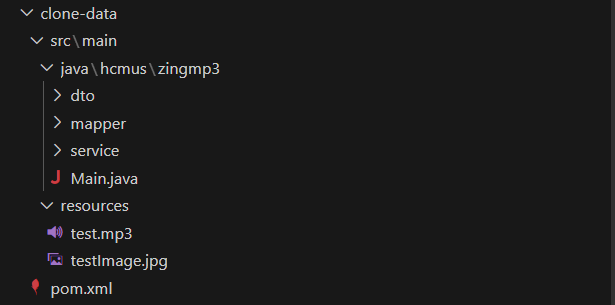 clone-data
src\main
java\hcmus\zingmp3
dto
mapper
service
Main.java
resources
test.mp3
testImage.jpg
pom.xml